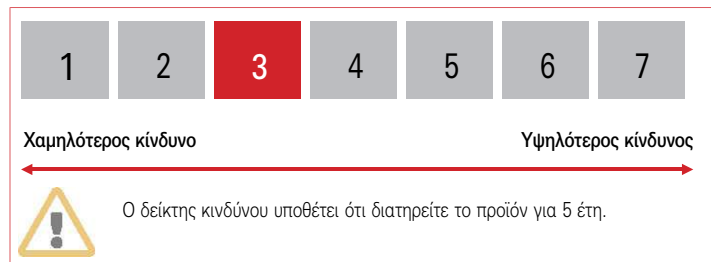 1 2 3 4 5 6 7
Χαμηλότερος κίνδυνο Υψηλότερος κίνδυνος
Ο δείκτης κινδύνου υποθέτει ότι διατηρείτε το προϊόν για 5 έτη.